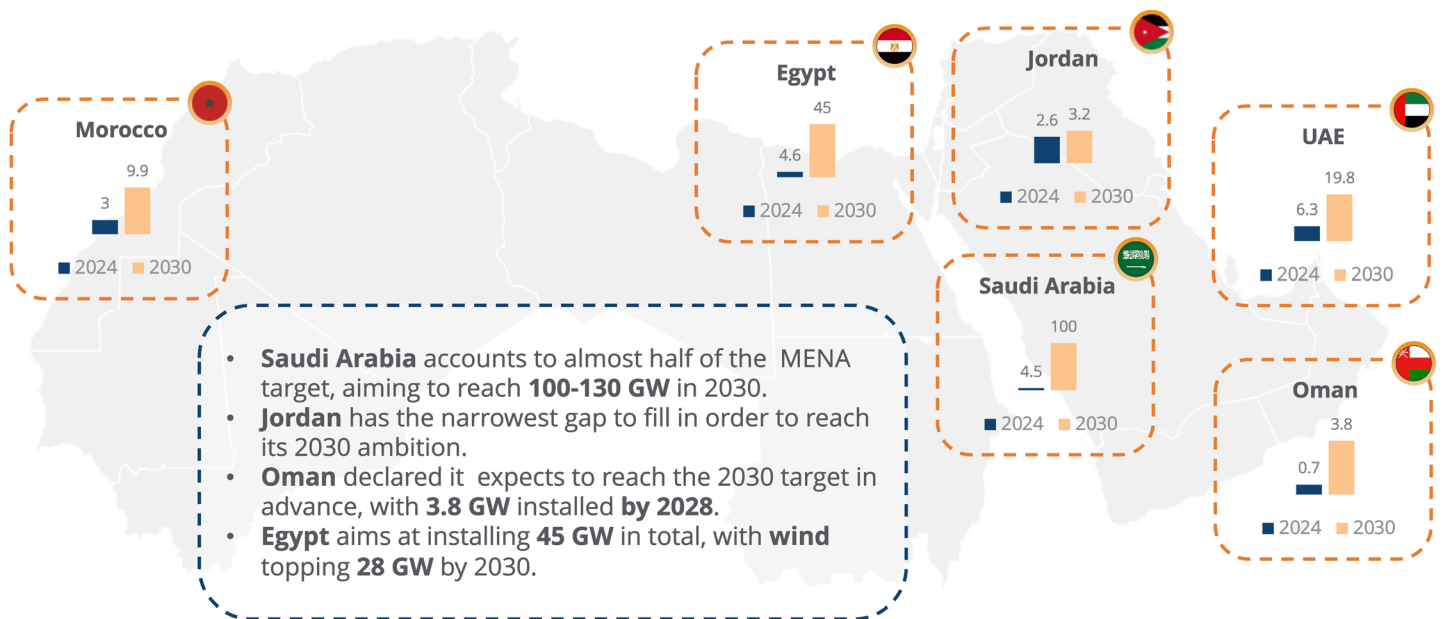 Morocco
3
9.9
2024 2030
Egypt
4.6
45
2024 2030
Jordan
2.6
3.2
2024 2030
UAE
6.3
19.8
2024 2030
Saudi Arabia
4.5
100
2024 2030
Oman
0.7
3.8
2024 2030
• Saudi Arabia accounts to almost half of the MENA
target, aiming to reach 100-130 GW in 2030.
• Jordan has the narrowest gap to fill in order to reach
its 2030 ambition.
• Oman declared it expects to reach the 2030 target in
advance, with 3.8 GW installed by 2028.
• Egypt aims at installing 45 GW in total, with wind
topping 28 GW by 2030.